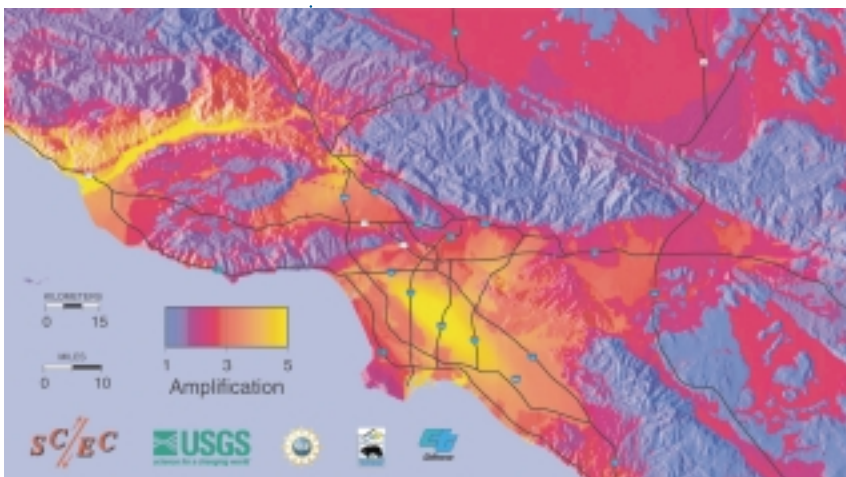 KILOMETERS
0 15
1 3 5
MILES
0 10
Amplification
SC/EC
USGS
science for a changing world